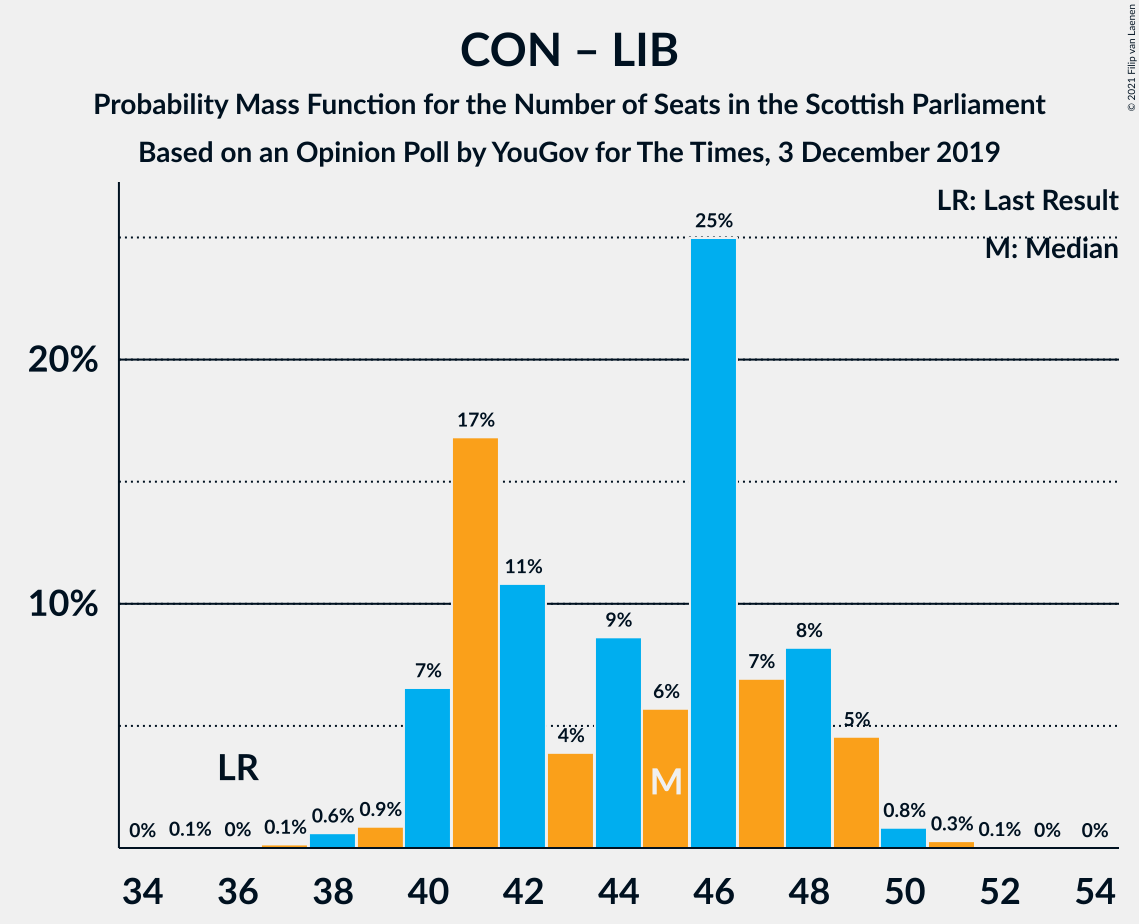 CON – LIB
Probability Mass Function for the Number of Seats in the Scottish Parliament
Based on an Opinion Poll by YouGov for The Times, 3 December 2019
© 2021 Filip van Laenen
LR: Last Result
M: Median
25%
20%
17%
11%
10%
9%
8%
7%
7%
6%
5%
4%
LR
M
0% 0.1% 0% 0.1% 0.6% 0.9% 0.8% 0.3% 0.1% 0% 0%
34 36 38 40 42 44 46 48 50 52 54